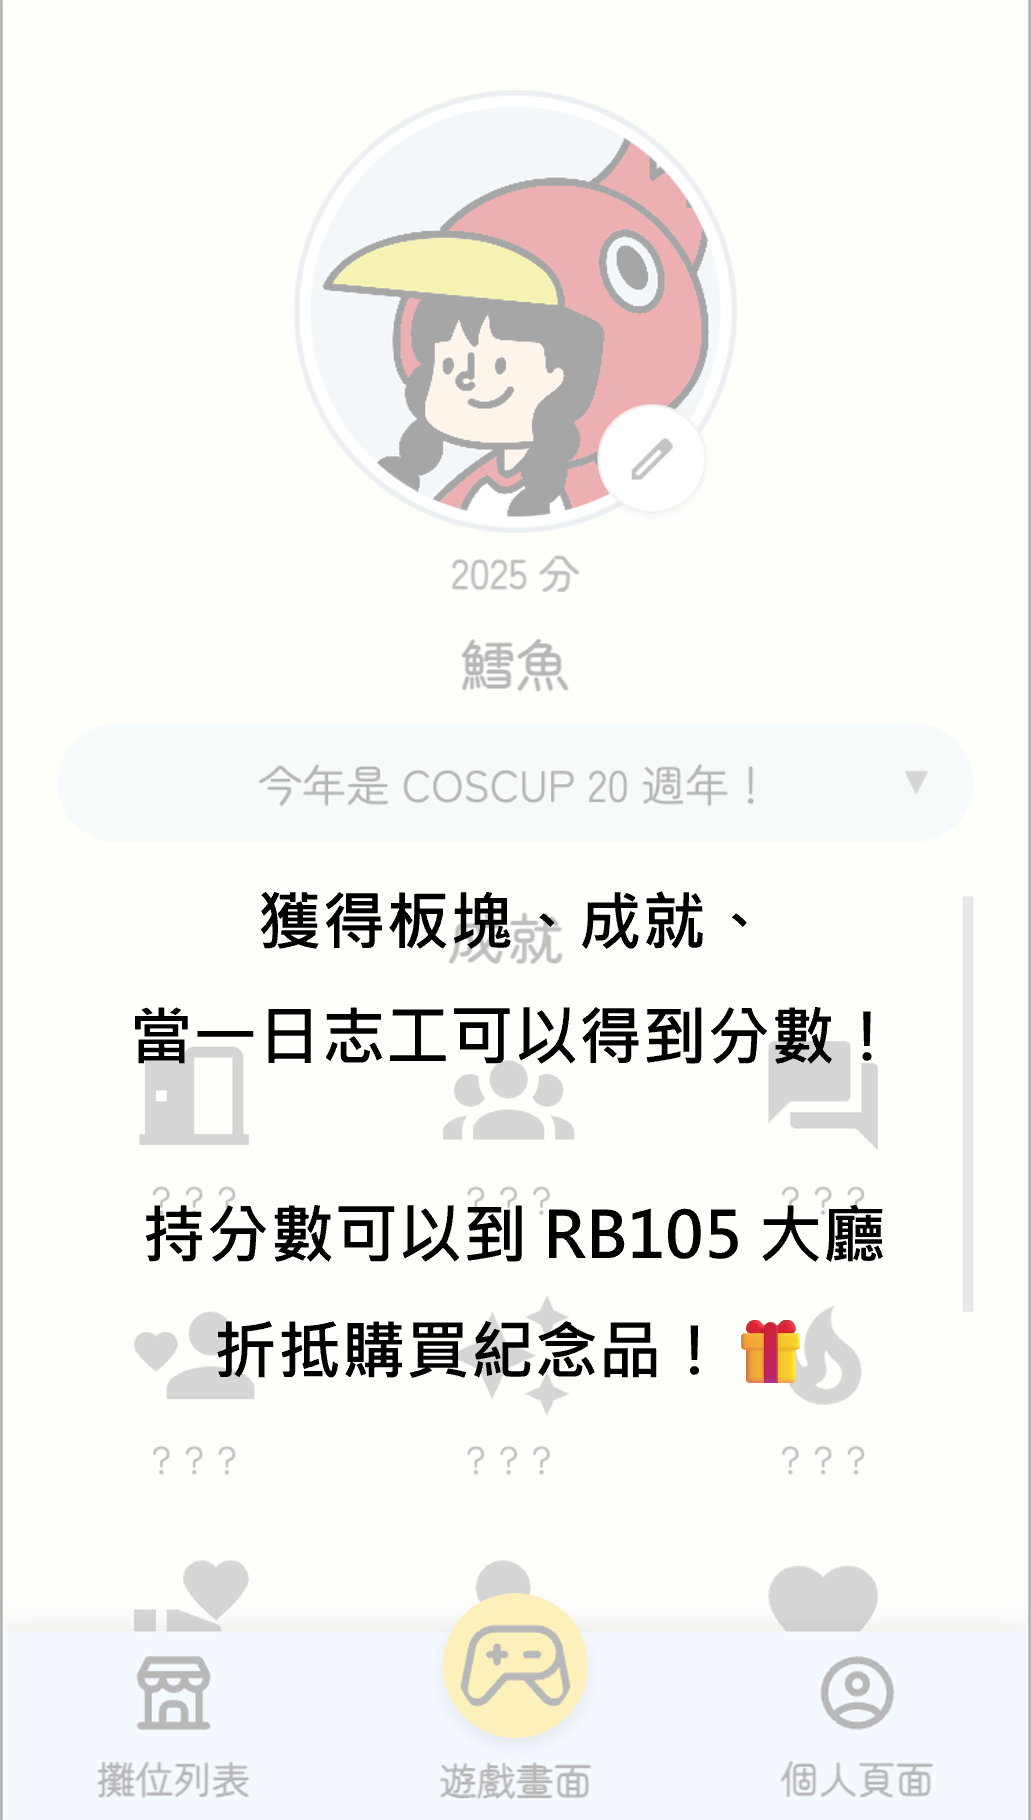 2025 分
鱈魚
今年是 COSCUP 20 週年！
▼
成就
獲得板塊、成就、
當一日志工可以得到分數！
？？？
？？？
？？？
持分數可以到 RB105 大廳
折抵購買紀念品！🎁
？？？
？？？
？？？
攤位列表
遊戲畫面
個人頁面